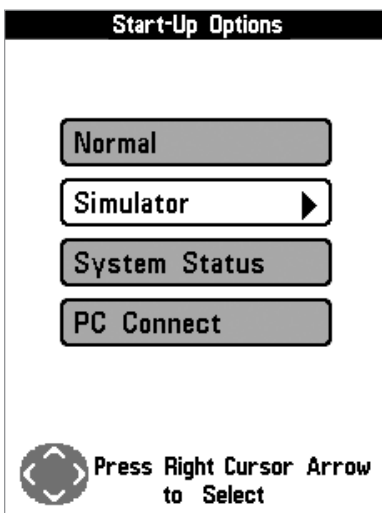 Start-Up Options
Normal
Simulator
System Status
PC Connect
Press Right Cursor Arrow
to Select